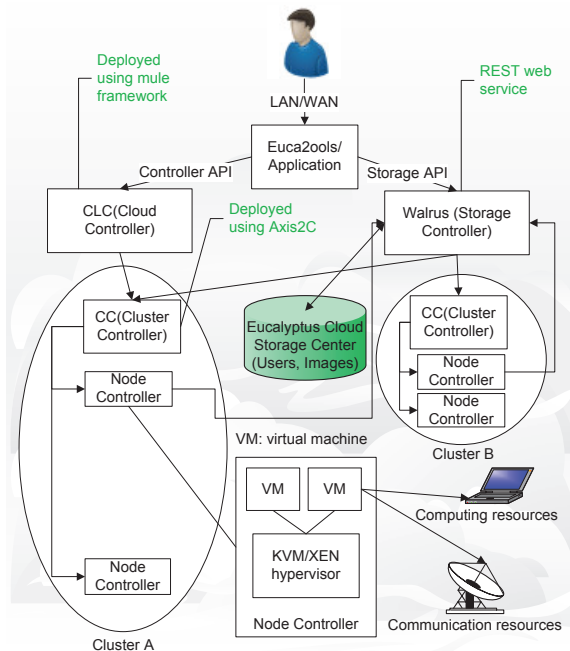 Deployed
using mule
framework
REST web
service
LAN/WAN
Euca2ools/
Application
Controller API
Storage API
CLC(Cloud
Controller)
Deployed
using Axis2C
Walrus (Storage
Controller)
CC(Cluster
Controller)
Eucalyptus Cloud
Storage Center
(Users, Images)
CC(Cluster
Controller)
Node
Controller
Node
Controller
Node
Controller
VM: virtual machine
Cluster B
VM
VM
Computing resources
KVM/XEN
hypervisor
Node
Controller
Node Controller
Communication resources
Cluster A